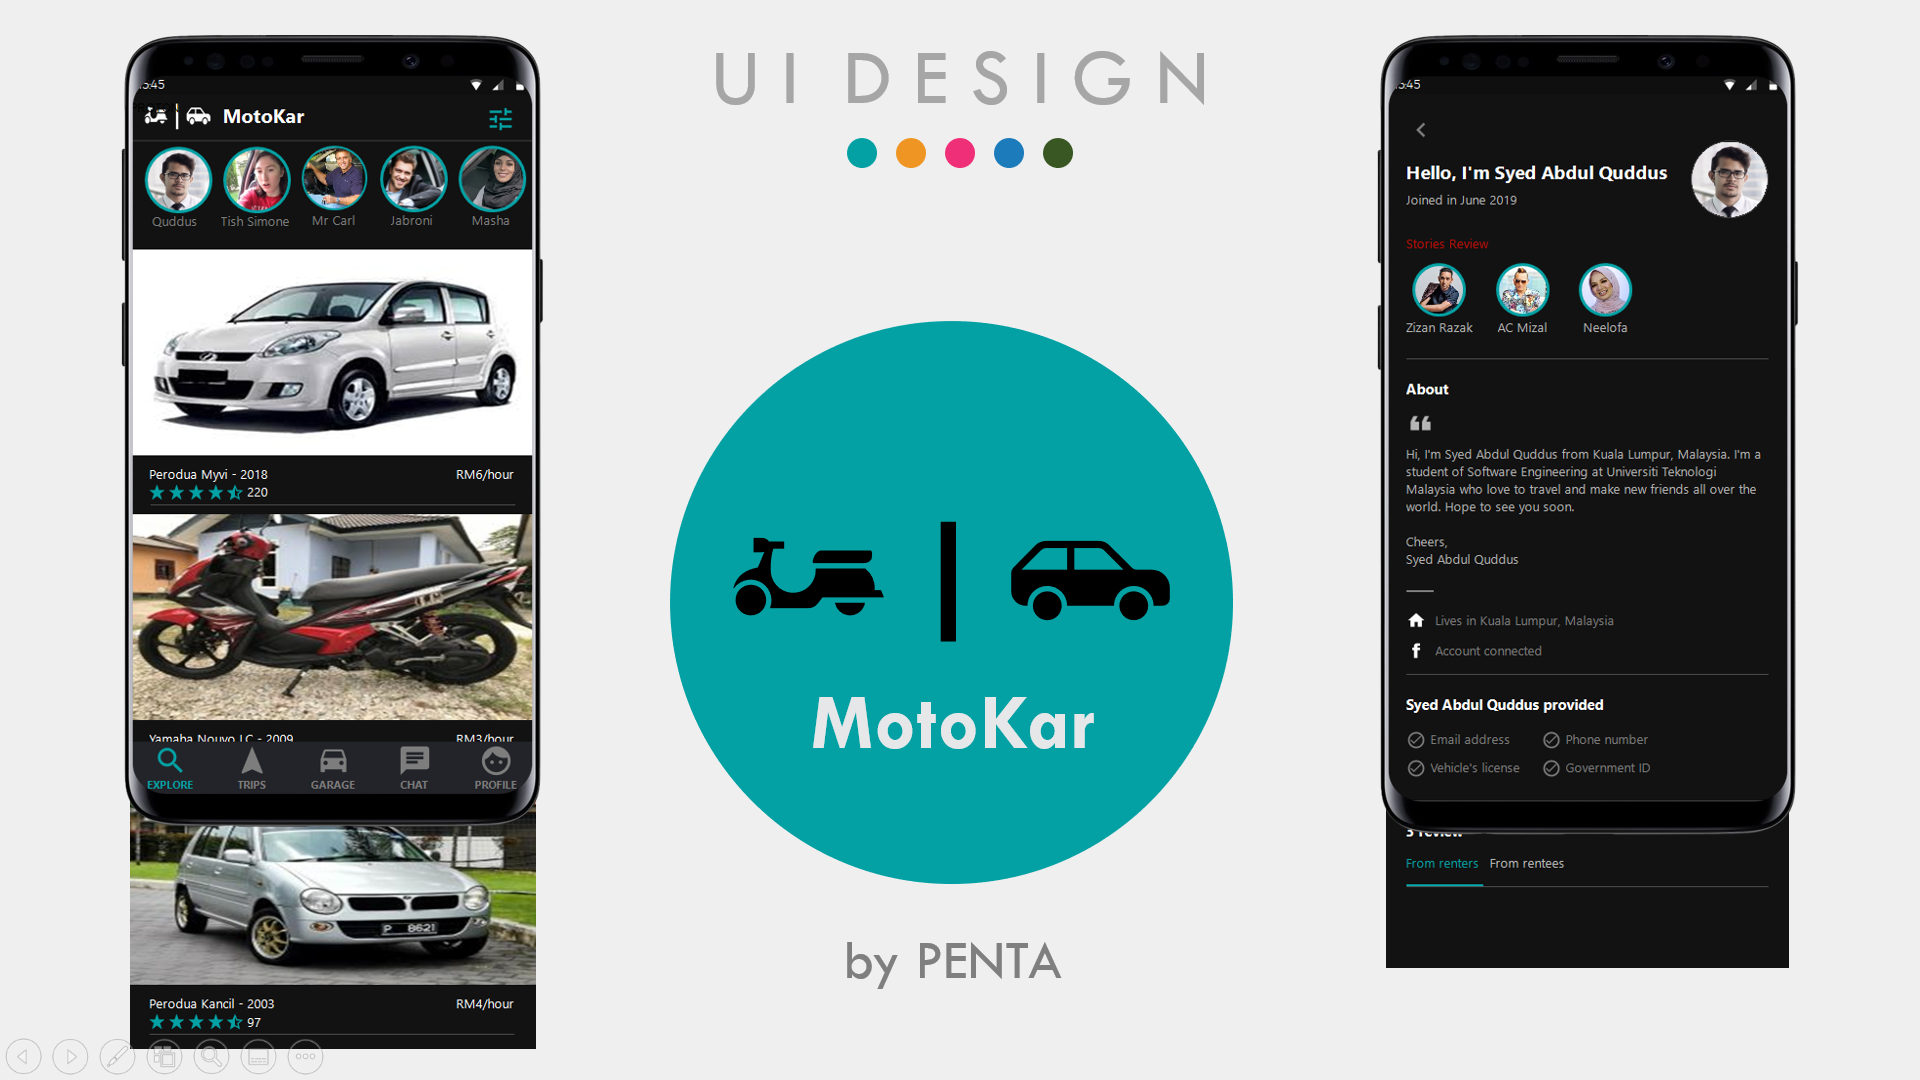 UI DESIGN
MotoKar
by PENTA
MotoKar
Quddus
Tish Simone
Mr Carl
Jabroni
Masha
Perodua Myvi - 2018
RM6/hour
220
Yamaha Nouvo LC - 2009
RM3/hour
EXPLORE
TRIPS
GARAGE
CHAT
PROFILE
P 8621
Perodua Kancil - 2003
RM4/hour
97
Hello, I'm Syed Abdul Quddus
Joined in June 2019
Stories Review
Zizan Razak
AC Mizal
Neelofa
About
Hi, I'm Syed Abdul Quddus from Kuala Lumpur, Malaysia. I'm a
student of Software Engineering at Universiti Teknologi
Malaysia who love to travel and make new friends all over the
world. Hope to see you soon.
Cheers,
Syed Abdul Quddus
Lives in Kuala Lumpur, Malaysia
Account connected
Syed Abdul Quddus provided
Email address
Phone number
Vehicle's license
Government ID
3 review
From renters
From rentees